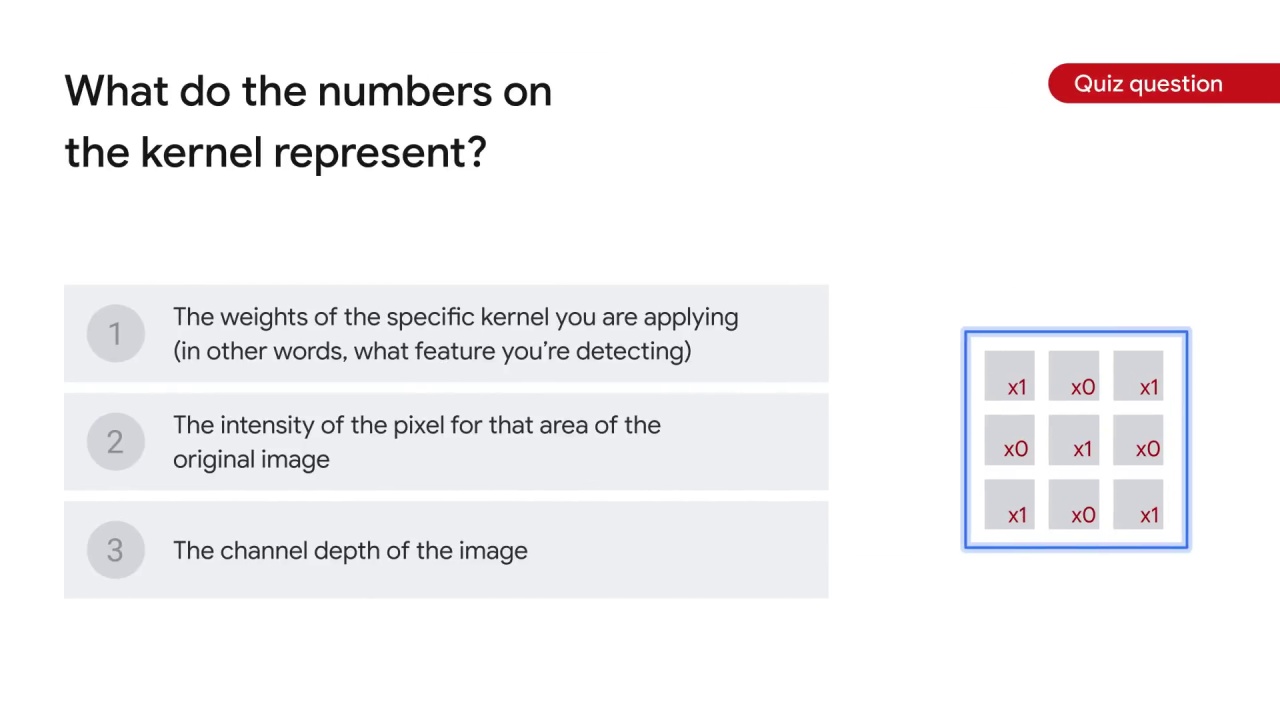 What do the numbers on
the kernel represent?
Quiz question
1
The weights of the specific kernel you are applying
(in other words, what feature you’re detecting)
2
The intensity of the pixel for that area of the
original image
3
The channel depth of the image
x1 x0 x1
x0 x1 x0
x1 x0 x1